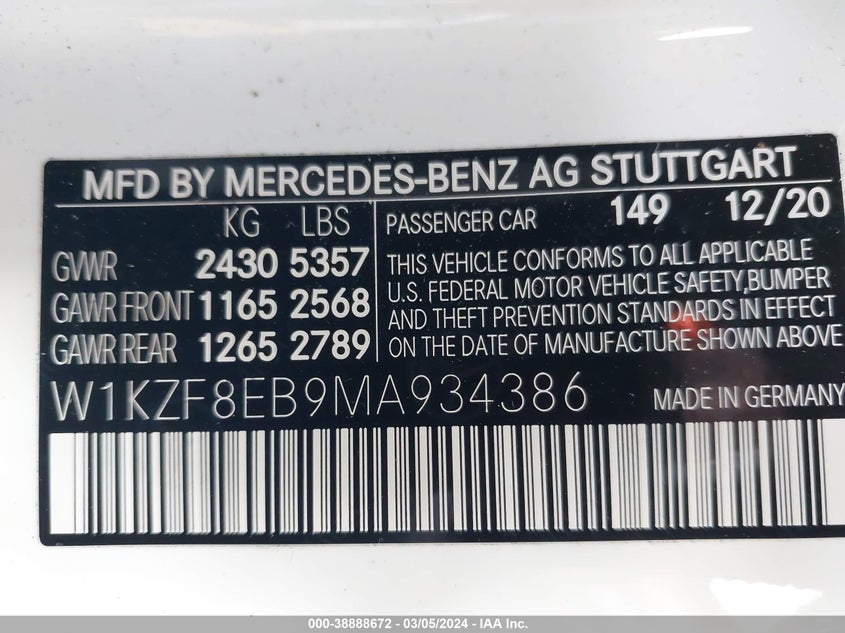 MFD BY MERCEDES-BENZ AG STUTTGART
KG LBS
GVWR 2430 5357
GAWR FRONT 1165 2568
GAWR REAR 1265 2789
PASSENGER CAR 149 12/20
THIS VEHICLE CONFORMS TO ALL APPLICABLE
U.S. FEDERAL MOTOR VEHICLE SAFETY, BUMPER
AND THEFT PREVENTION STANDARDS IN EFFECT
ON THE DATE OF MANUFACTURE SHOWN ABOVE
W1KZF8EB9MA934386 MADE IN GERMANY
000-38888672 - 03/05/2024 - IAA Inc.